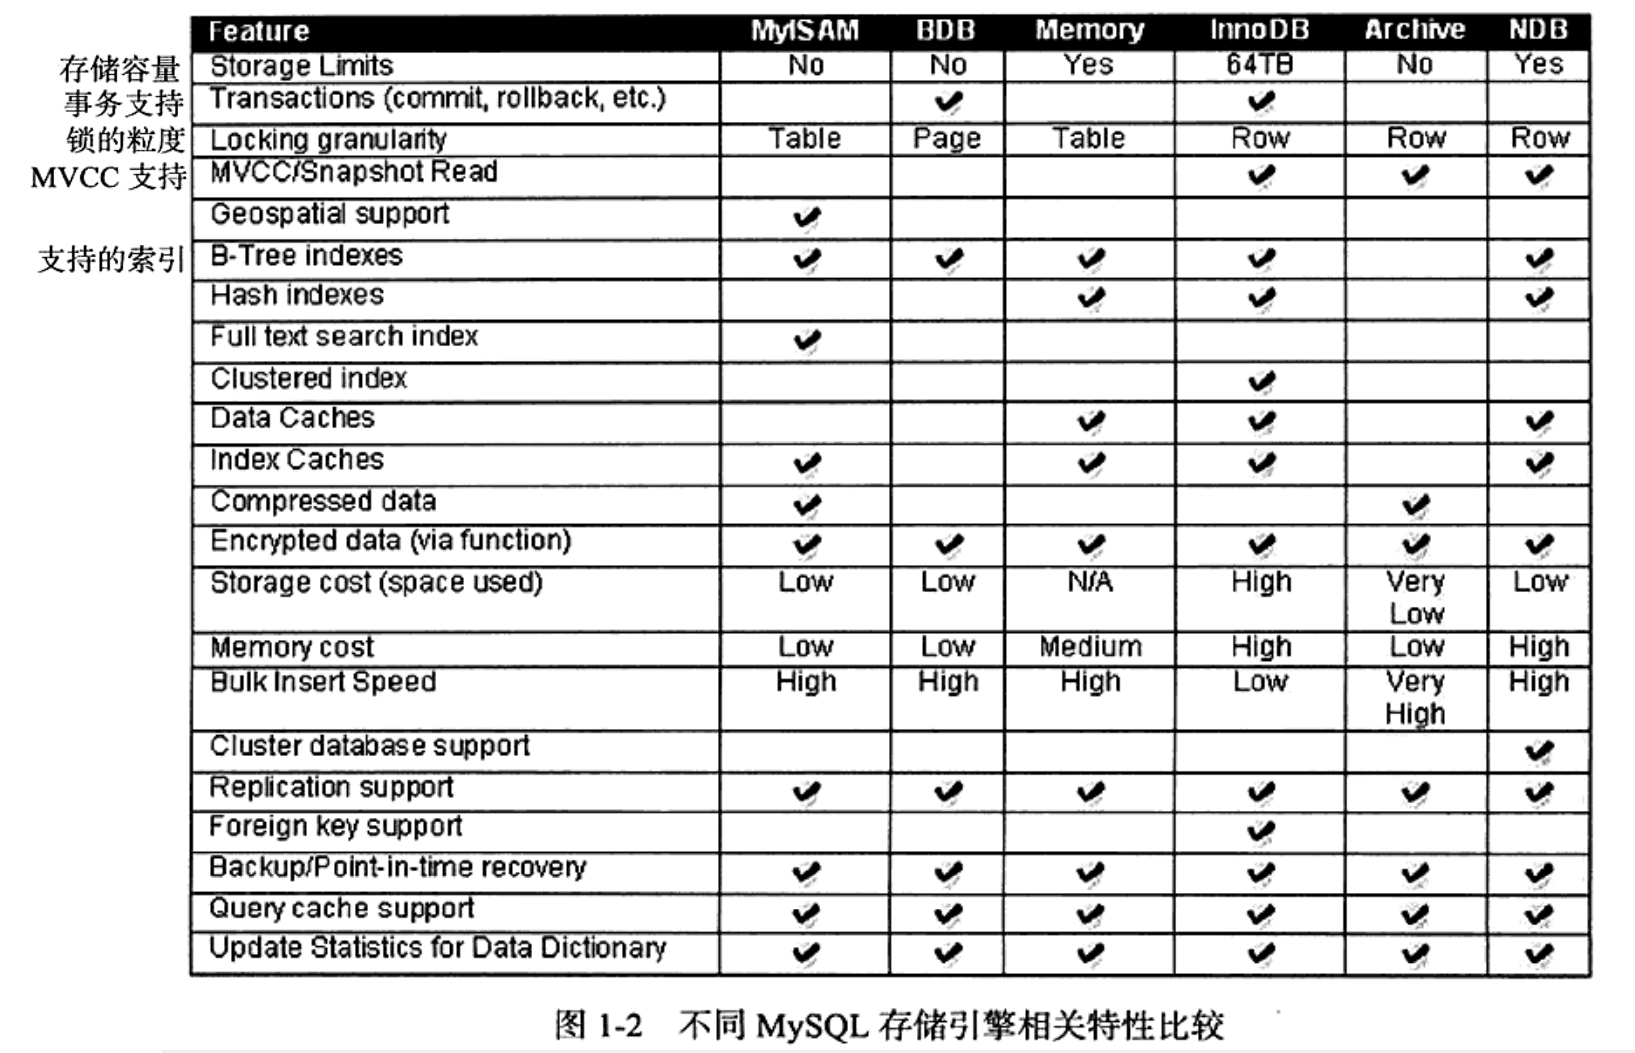 Feature MyISAM BDB Memory InnoDB Archive NDB
存储容量 Storage Limits No No Yes 64TB No Yes
事务支持 Transactions (commit, rollback, etc.) ✔ ✔
锁的粒度 Locking granularity Table Page Table Row Row Row
MVCC 支持 MVCC/Snapshot Read ✔ ✔ ✔
Geospatial support ✔
支持的索引 B-Tree indexes ✔ ✔ ✔ ✔ ✔
Hash indexes ✔ ✔ ✔
Full text search index ✔
Clustered index ✔
Data Caches ✔ ✔ ✔
Index Caches ✔ ✔ ✔ ✔
Compressed data ✔ ✔
Encrypted data (via function) ✔ ✔ ✔ ✔ ✔ ✔
Storage cost (space used) Low Low N/A High Very Low Low
Memory cost Low Low Medium High Low High
Bulk Insert Speed High High High Low Very High High
Cluster database support ✔
Replication support ✔ ✔ ✔ ✔ ✔ ✔
Foreign key support ✔
Backup/Point-in-time recovery ✔ ✔ ✔ ✔ ✔ ✔
Query cache support ✔ ✔ ✔ ✔ ✔ ✔
Update Statistics for Data Dictionary ✔ ✔ ✔ ✔ ✔ ✔
图 1-2 不同 MySQL 存储引擎相关特性比较